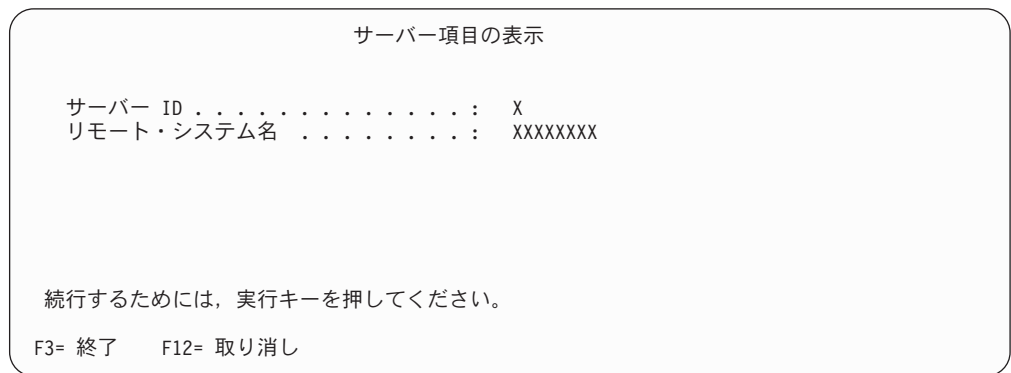 サーバー項目の表示
サーバー ID . . . . . . . . . . . . . . :   X
リモート・システム名 . . . . . . . . :   XXXXXXXX
続行するためには, 実行キーを押してください。
F3= 終了   F12= 取り消し